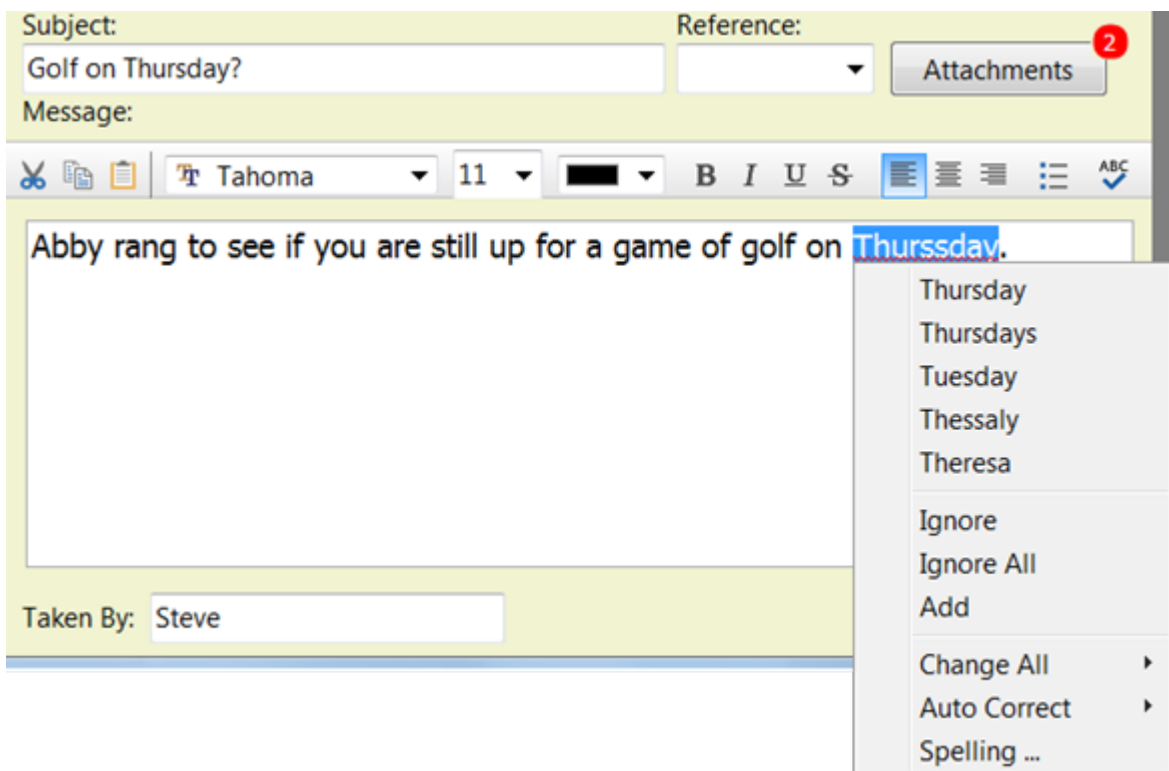 Subject:
Reference:
Golf on Thursday?
Attachments
2
Message:
Tahoma
11
B I U S
ABC
Abby rang to see if you are still up for a game of golf on Thurssday.
Thursday
Thursdays
Tuesday
Thessaly
Theresa
Ignore
Ignore All
Add
Taken By:
Steve
Change All
Auto Correct
Spelling ...